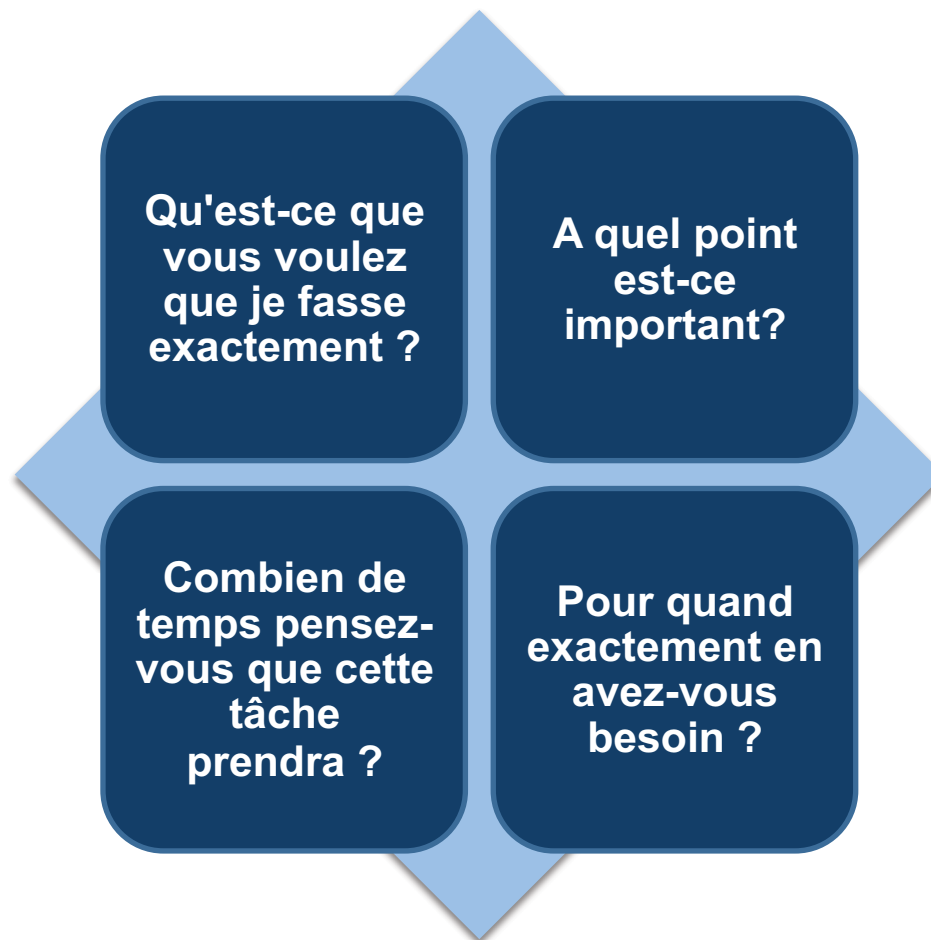 Qu'est-ce que
vous voulez
que je fasse
exactement ?
A quel point
est-ce
important?
Combien de
temps pensez-
vous que cette
tâche
prendra ?
Pour quand
exactement en
avez-vous
besoin ?